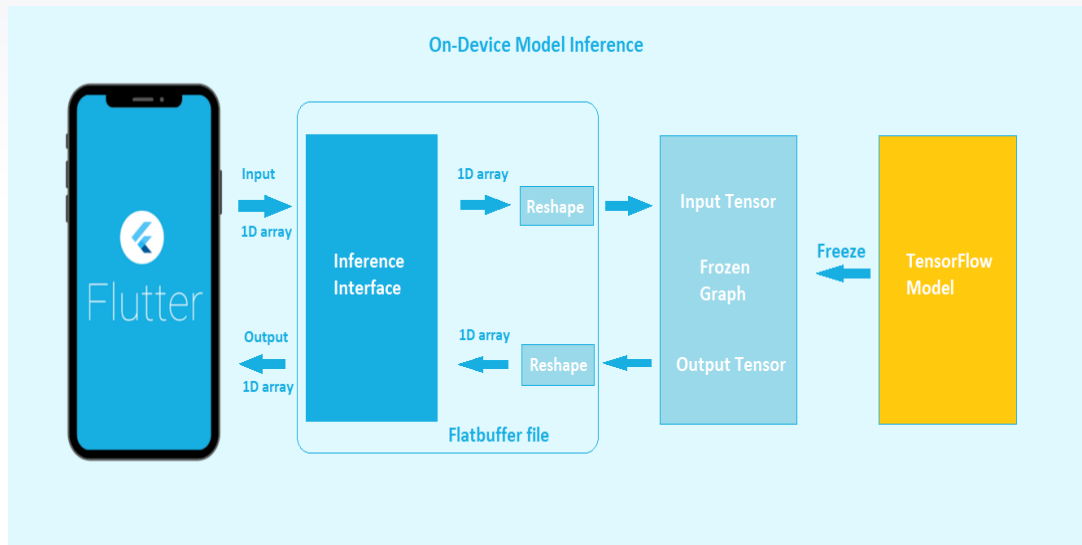 On-Device Model Inference
Flutter
Input
1D array
Output
1D array
Inference
Interface
1D array
Reshape
1D array
Reshape
Flatbuffer file
Input Tensor
Frozen
Graph
Output Tensor
Freeze
TensorFlow
Model